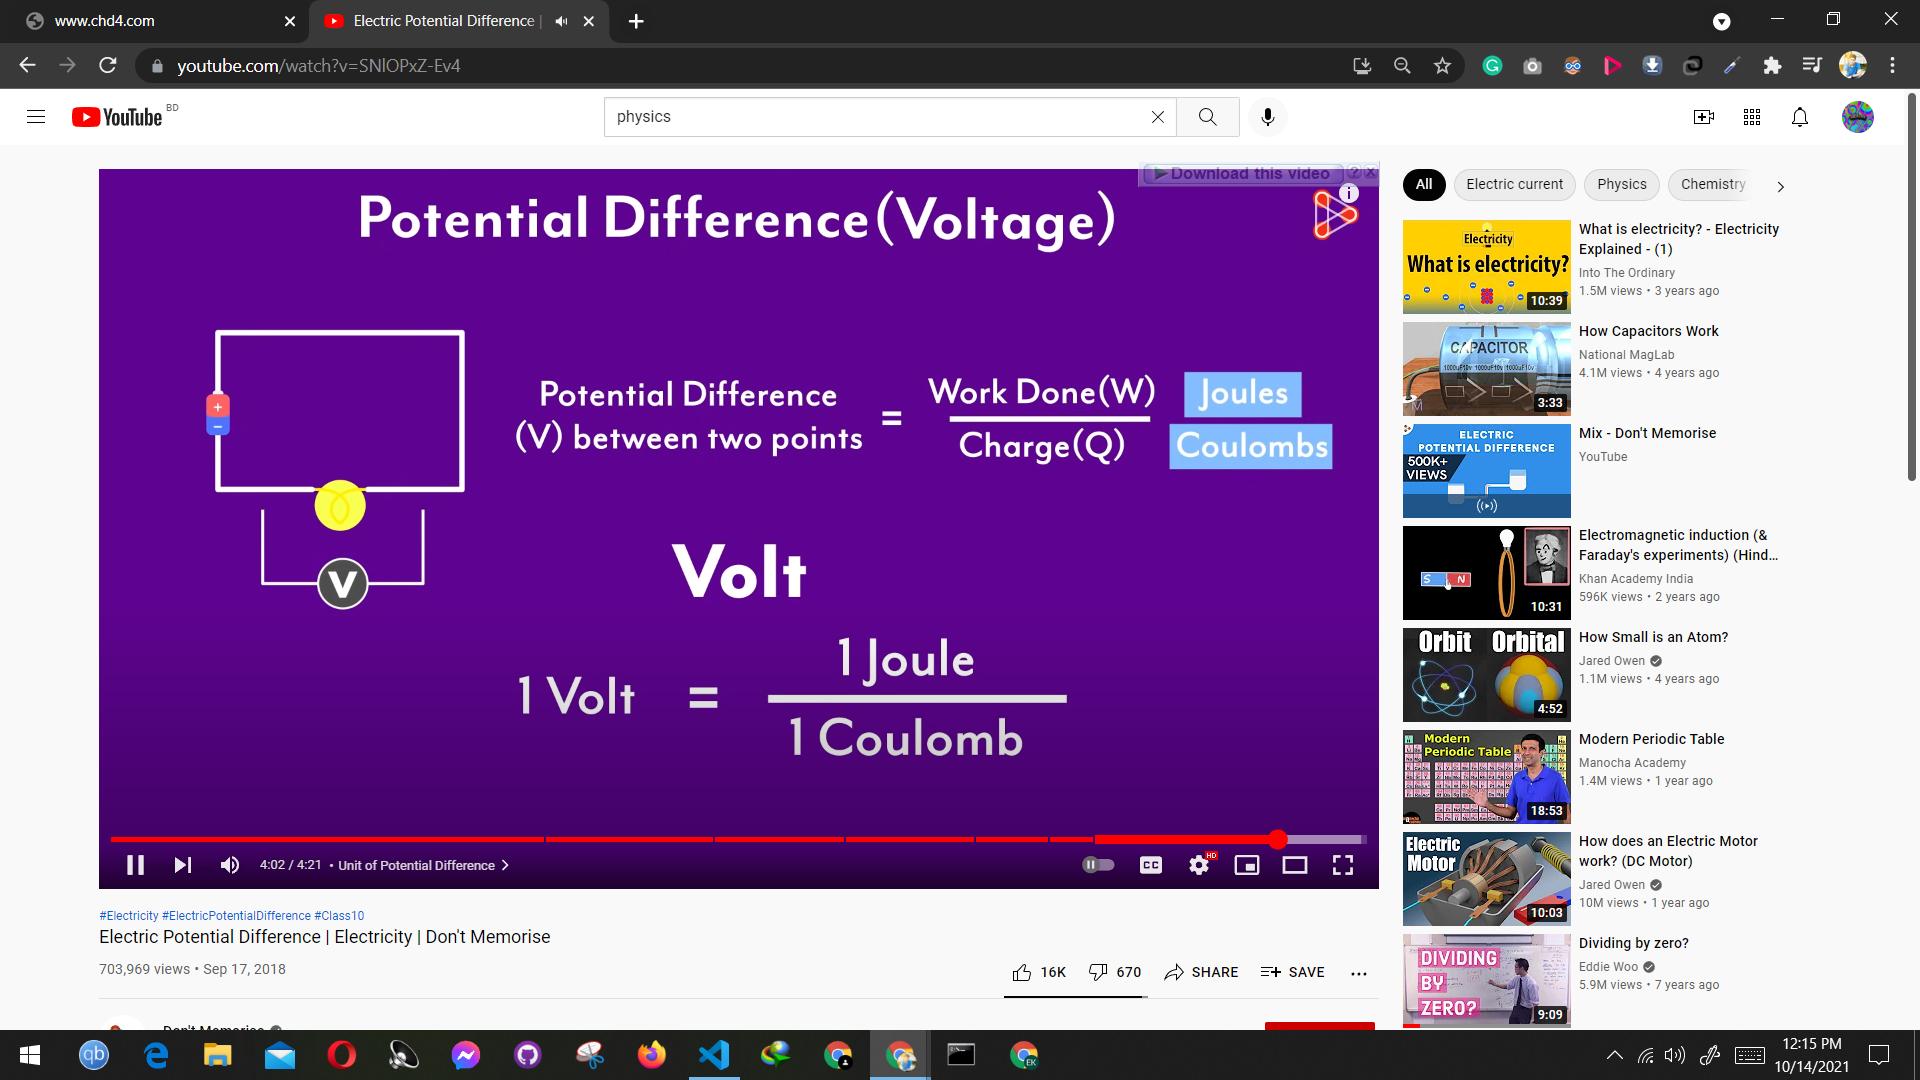 www.chd4.com
Electric Potential Difference |
youtube.com/watch?v=SNlOPxZ-Ev4
YouTube BD
physics
Download this video
Potential Difference (Voltage)
+
–
V
Potential Difference
(V) between two points
=
Work Done(W)
Charge(Q)
Joules
Coulombs
Volt
1 Volt = 1 Joule
1 Coulomb
4:02 / 4:21 • Unit of Potential Difference
CC
HD
#Electricity #ElectricPotentialDifference #Class10
Electric Potential Difference | Electricity | Don't Memorise
703,969 views • Sep 17, 2018
16K
670
SHARE
SAVE
Don't Memorise
All
Electric current
Physics
Chemistry
Electricity
What is electricity?
10:39
What is electricity? - Electricity
Explained - (1)
Into The Ordinary
1.5M views • 3 years ago
CAPACITOR
3:33
How Capacitors Work
National MagLab
4.1M views • 4 years ago
ELECTRIC
POTENTIAL DIFFERENCE
500K+
VIEWS
Mix - Don't Memorise
YouTube
S N
10:31
Electromagnetic induction (&
Faraday's experiments) (Hind...
Khan Academy India
596K views • 2 years ago
Orbit Orbital
4:52
How Small is an Atom?
Jared Owen
1.1M views • 4 years ago
Modern
Periodic Table
18:53
Modern Periodic Table
Manocha Academy
1.4M views • 1 year ago
Electric
Motor
10:03
How does an Electric Motor
work? (DC Motor)
Jared Owen
10M views • 1 year ago
DIVIDING
BY
ZERO?
9:09
Dividing by zero?
Eddie Woo
5.9M views • 7 years ago
qb
EK
12:15 PM
10/14/2021